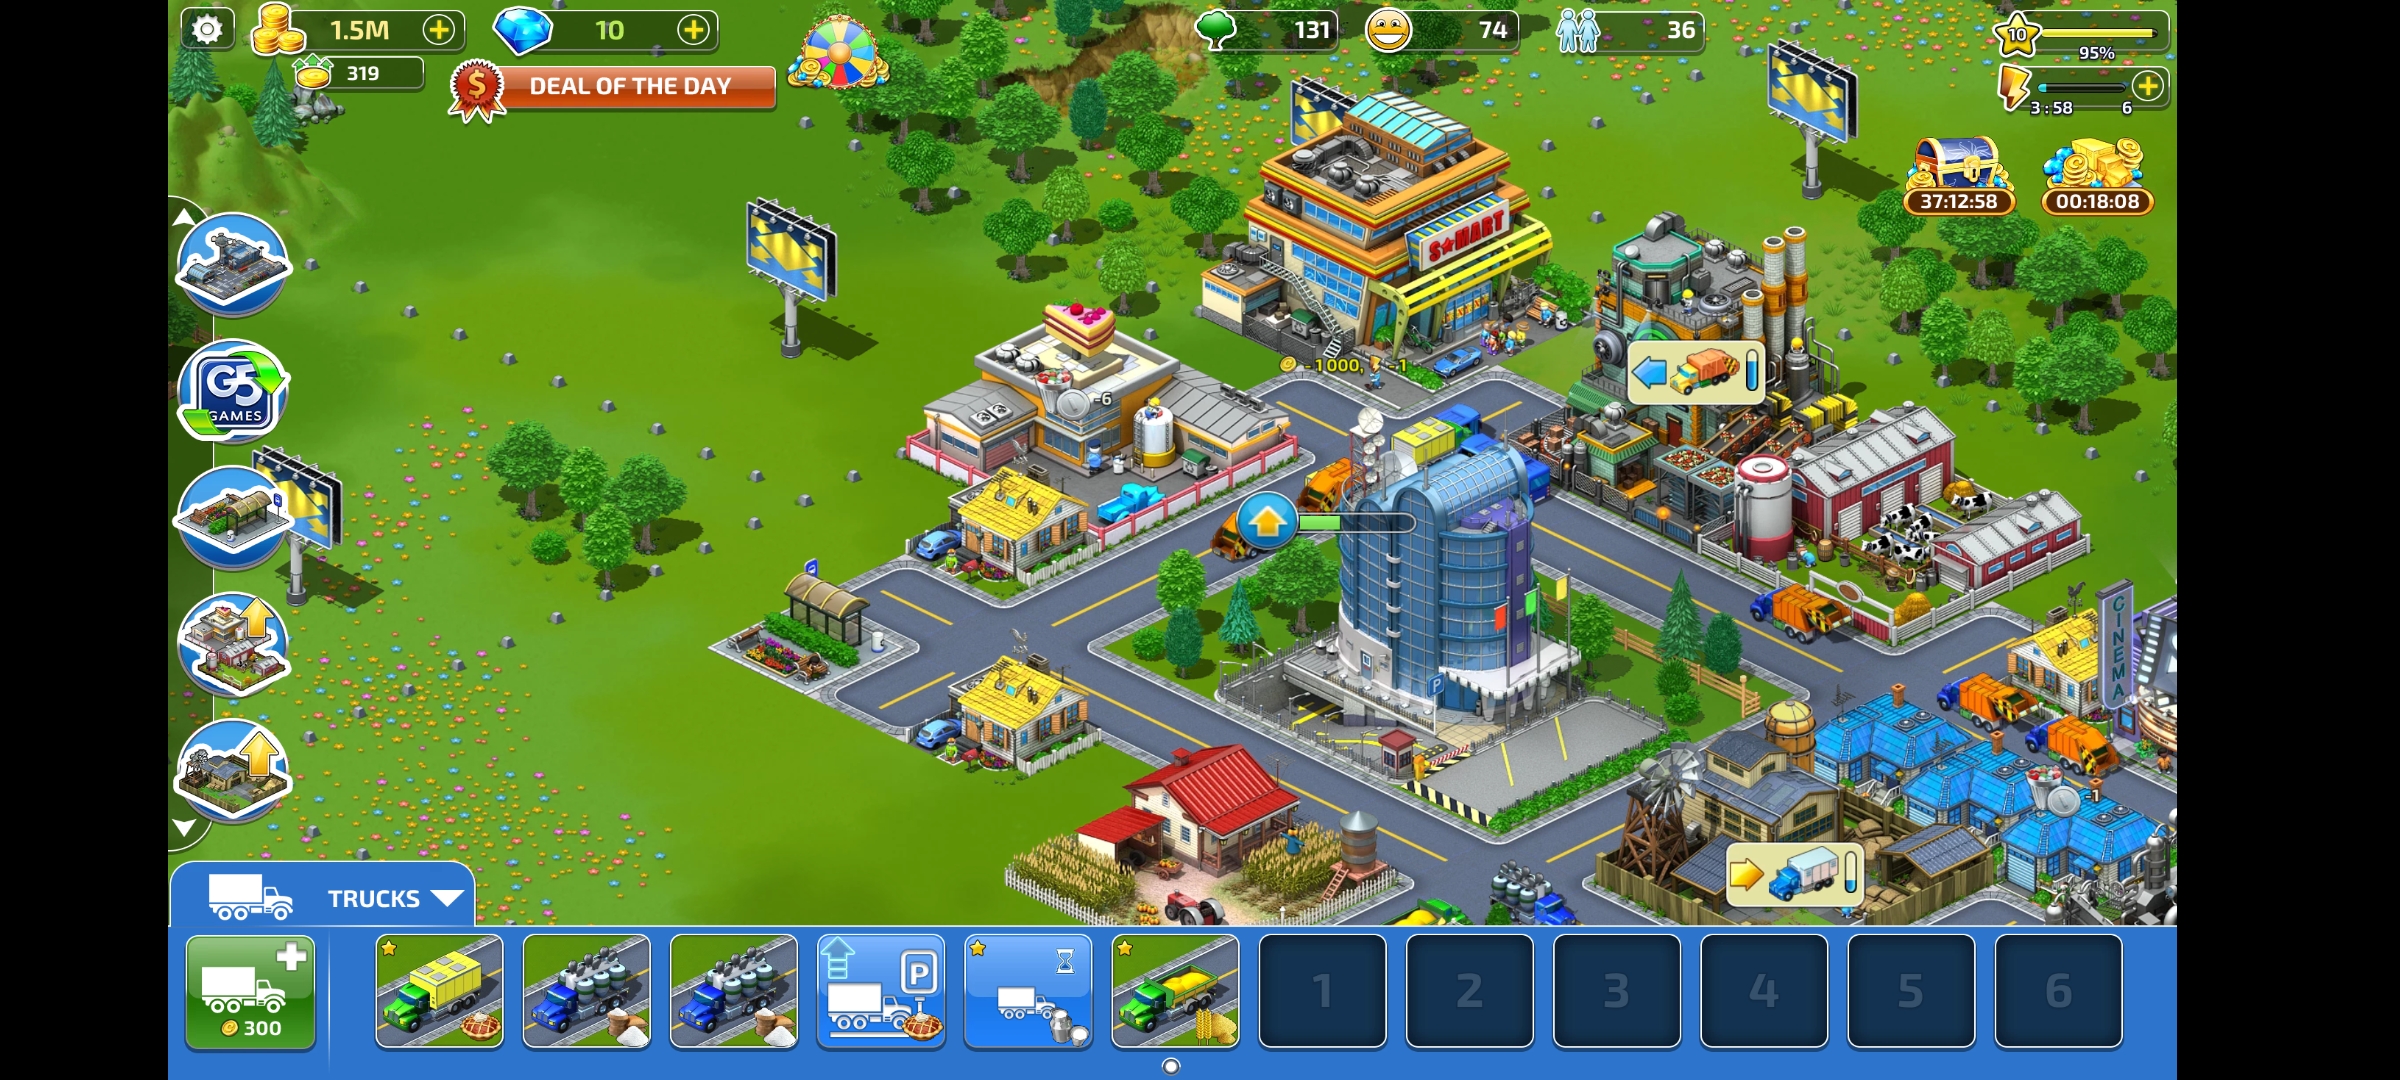 1.5M
10
131
74
36
10
95%
319
DEAL OF THE DAY
3:58
6
37:12:58
00:18:08
S★MART
-1000, -1
-6
G5
GAMES
P
CINEMA
-1
TRUCKS
300
P
1
2
3
4
5
6